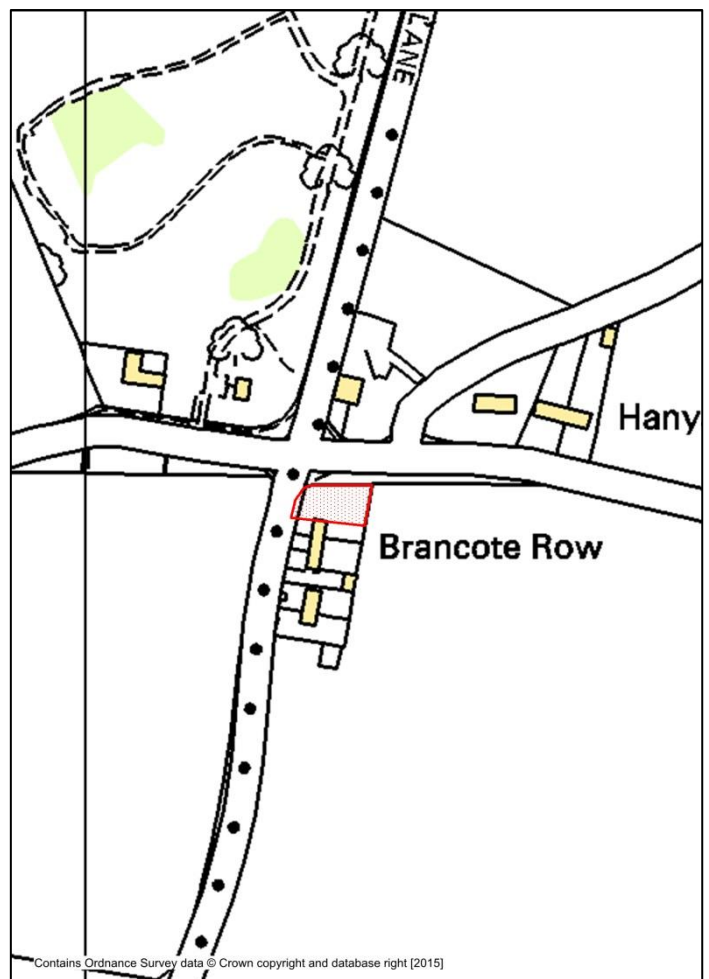 LANE
Hany
Brancote Row
Contains Ordnance Survey data © Crown copyright and database right [2015]